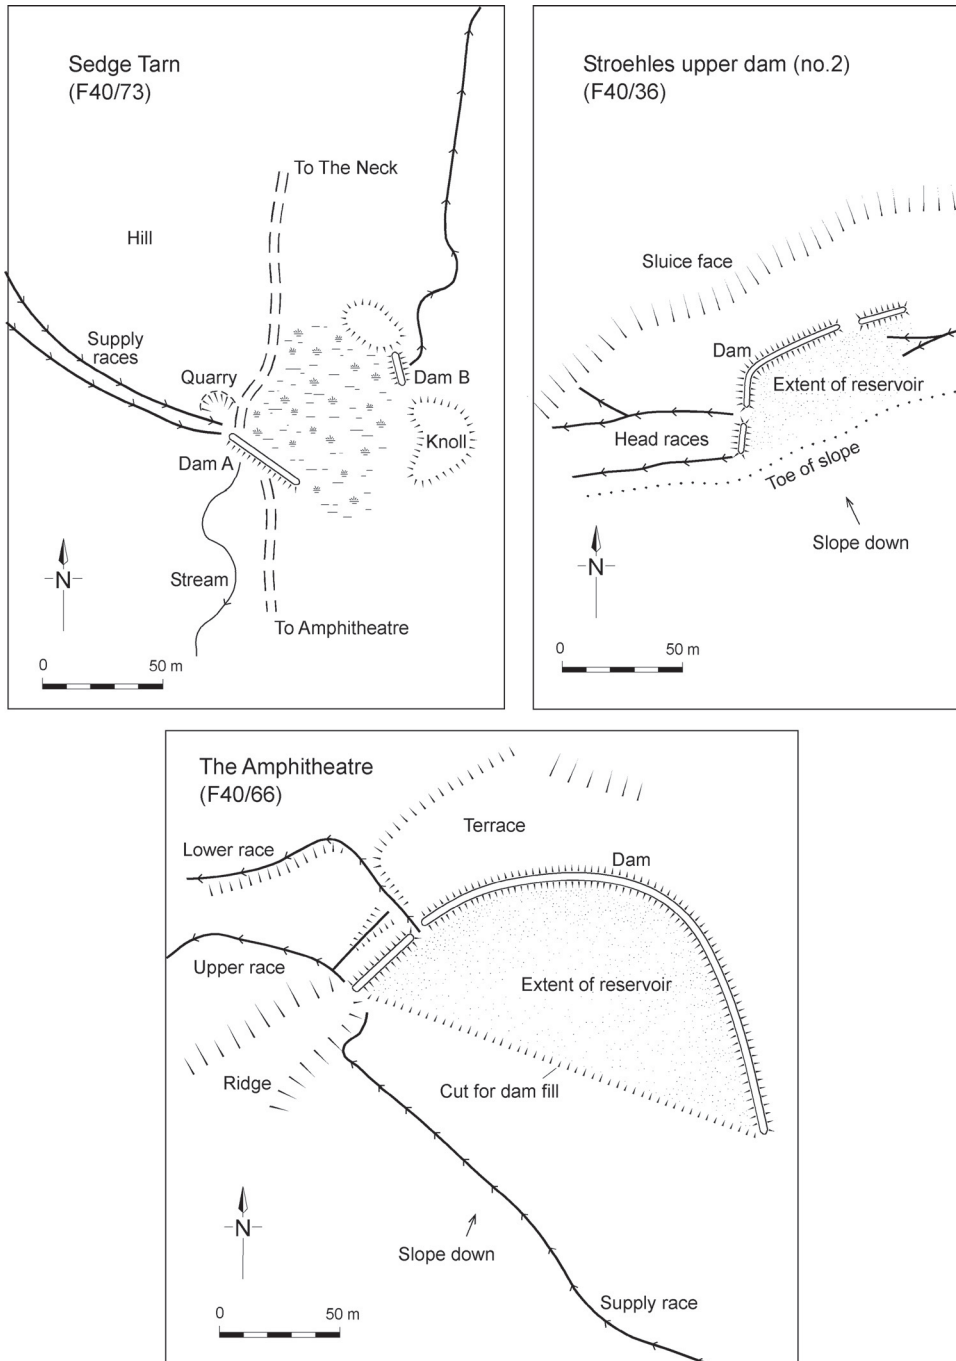 Sedge Tarn
(F40/73)
To The Neck
Hill
Supply
races
Quarry
Dam B
Knoll
Dam A
Stream
N
To Amphitheatre
0 50 m
Stroehles upper dam (no.2)
(F40/36)
Sluice face
Dam
Extent of reservoir
Head races
Toe of slope
Slope down
N
0 50 m
The Amphitheatre
(F40/66)
Terrace
Lower race
Dam
Upper race
Extent of reservoir
Ridge
Cut for dam fill
N
Slope down
Supply race
0 50 m